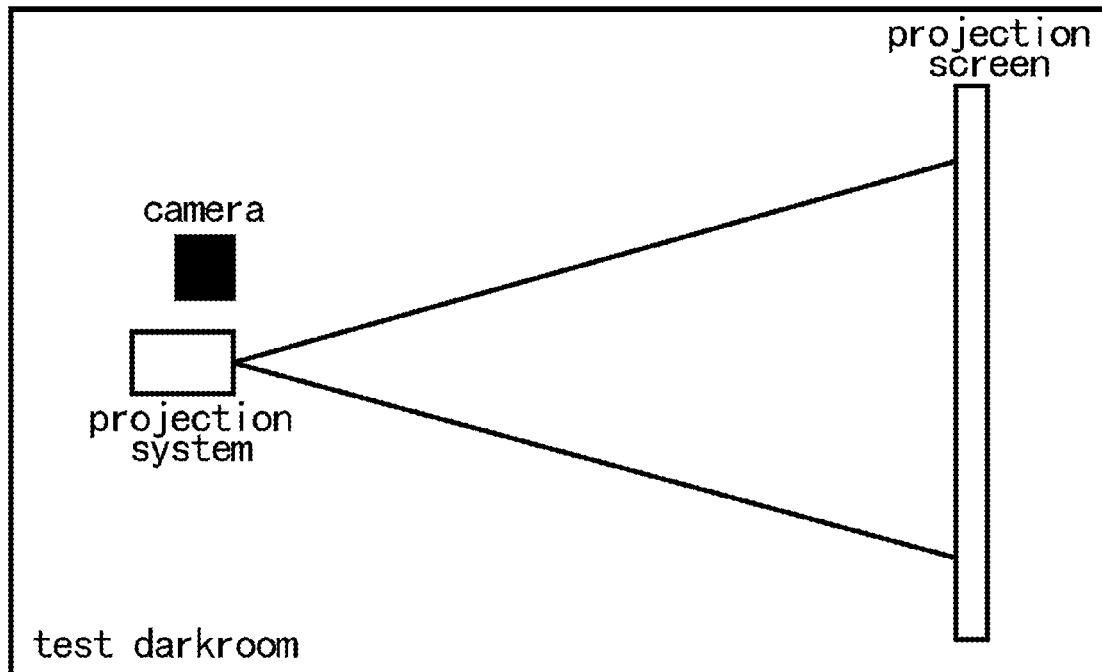 projection
screen
camera
projection
system
test darkroom